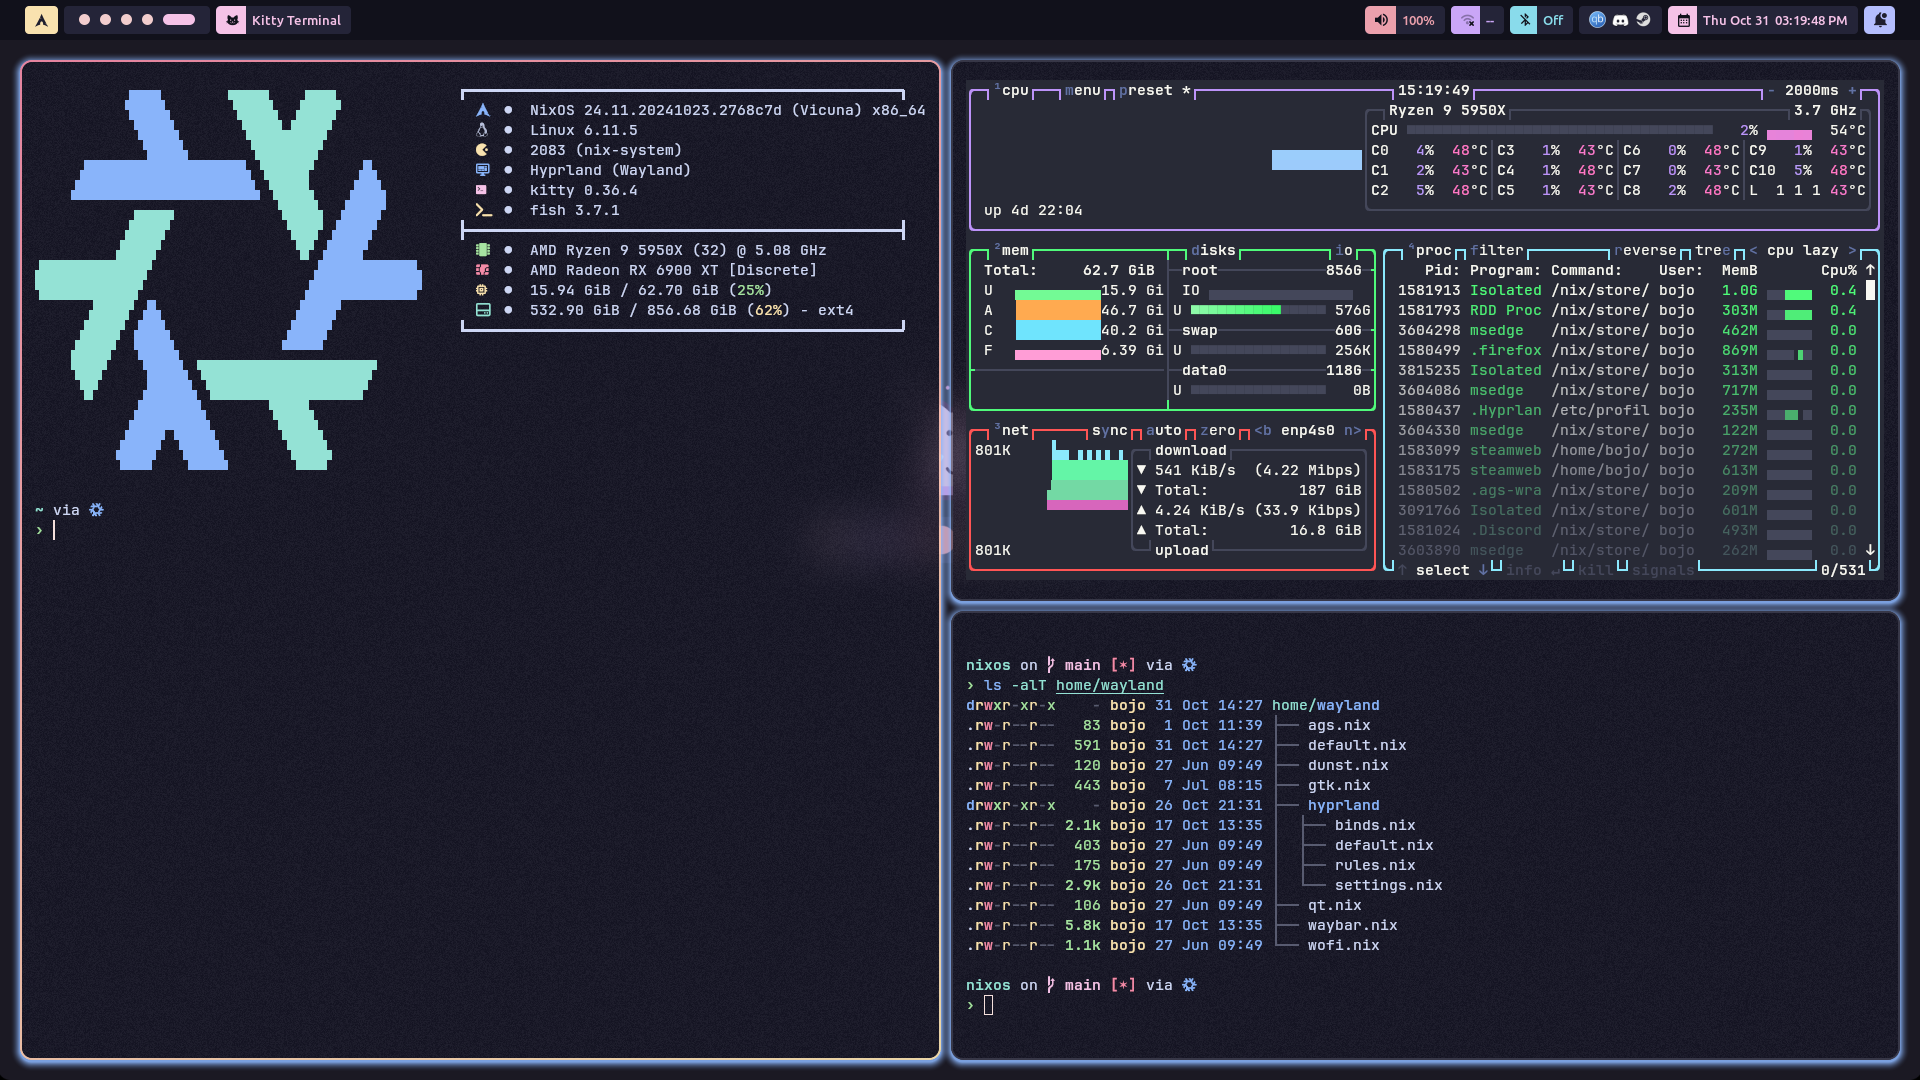 Kitty Terminal
100%
--
Off
Thu Oct 31 03:19:48 PM
NixOS 24.11.20241023.2768c7d (Vicuna) x86_64
Linux 6.11.5
2083 (nix-system)
Hyprland (Wayland)
kitty 0.36.4
fish 3.7.1
AMD Ryzen 9 5950X (32) @ 5.08 GHz
AMD Radeon RX 6900 XT [Discrete]
15.94 GiB / 62.70 GiB (25%)
532.90 GiB / 856.68 GiB (62%) - ext4
~ via
›
1cpu menu preset * 15:19:49 - 2000ms +
Ryzen 9 5950X 3.7 GHz
CPU 2% 54°C
C0 4% 48°C C3 1% 43°C C6 0% 48°C C9 1% 43°C
C1 2% 43°C C4 1% 48°C C7 0% 43°C C10 5% 48°C
C2 5% 48°C C5 1% 43°C C8 2% 48°C L 1 1 1 43°C
up 4d 22:04
2mem disks io
Total: 62.7 GiB
U 15.9 Gi
A 46.7 Gi
C 40.2 Gi
F 6.39 Gi
root 856G
IO
U 576G
swap 60G
U 256K
data0 118G
U 0B
3net sync auto zero <b enp4s0 n>
801K
download
▼ 541 KiB/s (4.22 Mibps)
▼ Total: 187 GiB
▲ 4.24 KiB/s (33.9 Kibps)
▲ Total: 16.8 GiB
801K
upload
4proc filter reverse tree < cpu lazy >
Pid: Program: Command: User: MemB Cpu% ↑
1581913 Isolated /nix/store/ bojo 1.0G 0.4
1581793 RDD Proc /nix/store/ bojo 303M 0.4
3604298 msedge /nix/store/ bojo 462M 0.0
1580499 .firefox /nix/store/ bojo 869M 0.0
3815235 Isolated /nix/store/ bojo 313M 0.0
3604086 msedge /nix/store/ bojo 717M 0.0
1580437 .Hyprlan /etc/profil bojo 235M 0.0
3604330 msedge /nix/store/ bojo 122M 0.0
1583099 steamweb /home/bojo/ bojo 272M 0.0
1583175 steamweb /home/bojo/ bojo 613M 0.0
1580502 .ags-wra /nix/store/ bojo 209M 0.0
3091766 Isolated /nix/store/ bojo 601M 0.0
1581024 .Discord /nix/store/ bojo 493M 0.0
3603890 msedge /nix/store/ bojo 262M 0.0 ↓
↑ select ↓ info ↵ kill signals 0/531
nixos on main [*] via
› ls -alT home/wayland
drwxr-xr-x - bojo 31 Oct 14:27 home/wayland
.rw-r--r-- 83 bojo 1 Oct 11:39 ├── ags.nix
.rw-r--r-- 591 bojo 31 Oct 14:27 ├── default.nix
.rw-r--r-- 120 bojo 27 Jun 09:49 ├── dunst.nix
.rw-r--r-- 443 bojo 7 Jul 08:15 ├── gtk.nix
drwxr-xr-x - bojo 26 Oct 21:31 ├── hyprland
.rw-r--r-- 2.1k bojo 17 Oct 13:35 │ ├── binds.nix
.rw-r--r-- 403 bojo 27 Jun 09:49 │ ├── default.nix
.rw-r--r-- 175 bojo 27 Jun 09:49 │ ├── rules.nix
.rw-r--r-- 2.9k bojo 26 Oct 21:31 │ └── settings.nix
.rw-r--r-- 106 bojo 27 Jun 09:49 ├── qt.nix
.rw-r--r-- 5.8k bojo 17 Oct 13:35 ├── waybar.nix
.rw-r--r-- 1.1k bojo 27 Jun 09:49 └── wofi.nix
nixos on main [*] via
›